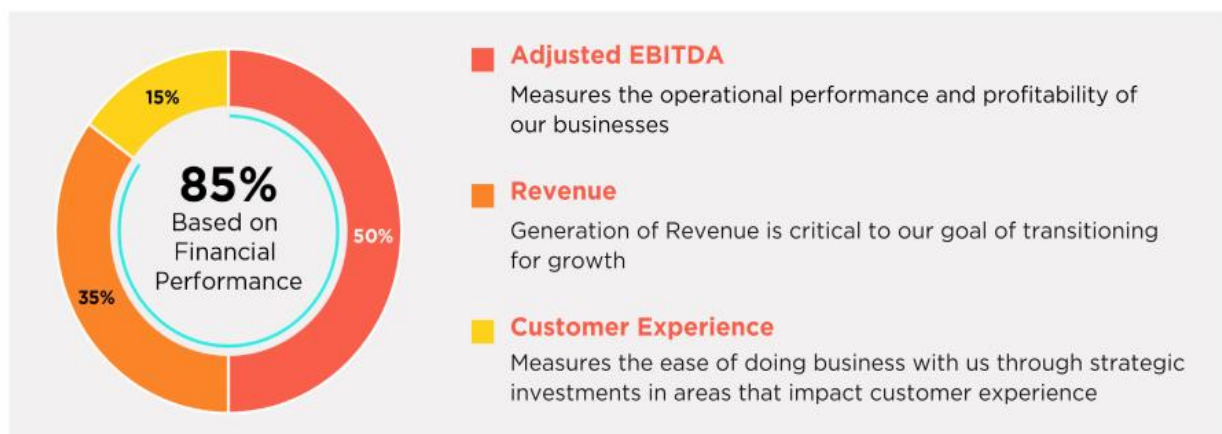 15%
85%
Based on
Financial
Performance
50%
35%
Adjusted EBITDA
Measures the operational performance and profitability of
our businesses
Revenue
Generation of Revenue is critical to our goal of transitioning
for growth
Customer Experience
Measures the ease of doing business with us through strategic
investments in areas that impact customer experience